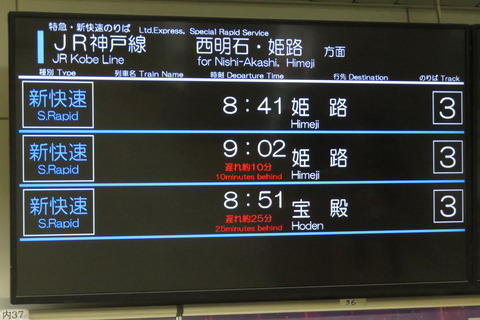 特急・新快速のりば Ltd.Express, Special Rapid Service
JR神戸線 西明石・姫路 方面
JR Kobe Line for Nishi-Akashi, Himeji
種別 Type 列車名 Train Name 時刻 Departure Time 行先 Destination のりば Track
新快速 8:41 姫路 3
S.Rapid Himeji
新快速 9:02 姫路 3
S.Rapid 遅れ約10分 Himeji
10minutes behind
新快速 8:51 宝殿 3
S.Rapid 遅れ約25分 Hoden
25minutes behind
内37 36